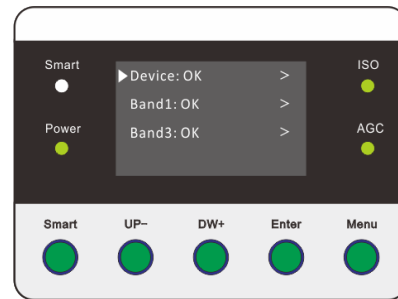 Smart
ISO
Device: OK >
Band1: OK >
Power
Band3: OK >
AGC
Smart UP− DW+ Enter Menu